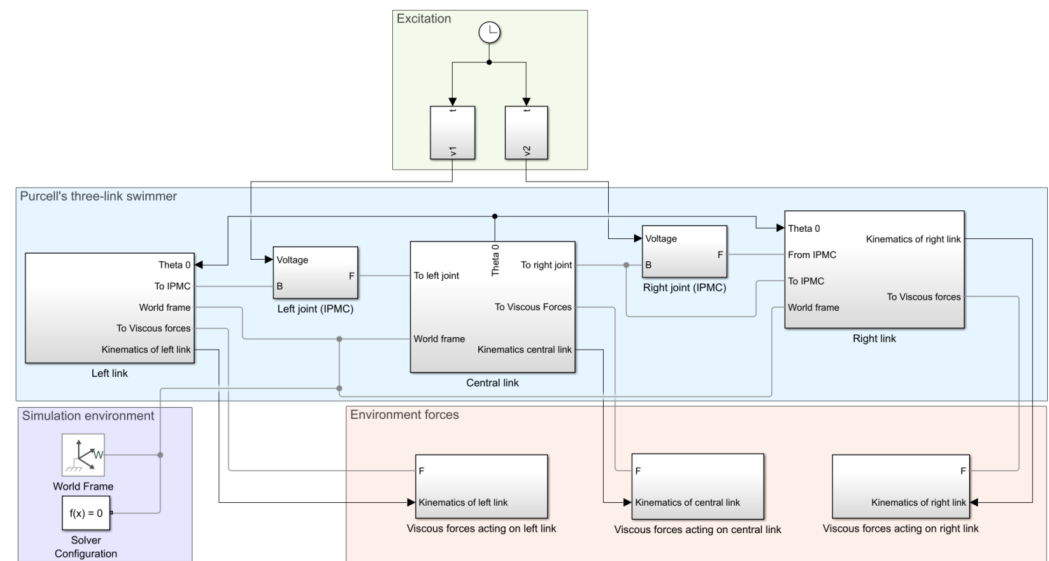 Excitation
t
t
v1
v2
Purcell's three-link swimmer
Theta 0
To IPMC
World frame
To Viscous forces
Kinematics of left link
Left link
Voltage
B
F
Left joint (IPMC)
Theta 0
To left joint
To right joint
To Viscous Forces
World frame
Kinematics central link
Central link
Voltage
B
F
Right joint (IPMC)
Theta 0
Kinematics of right link
From IPMC
To IPMC
To Viscous forces
World frame
Right link
Simulation environment
W
World Frame
f(x) = 0
Solver
Configuration
Environment forces
F
Kinematics of left link
Viscous forces acting on left link
F
Kinematics of central link
Viscous forces acting on central link
F
Kinematics of right link
Viscous forces acting on right link